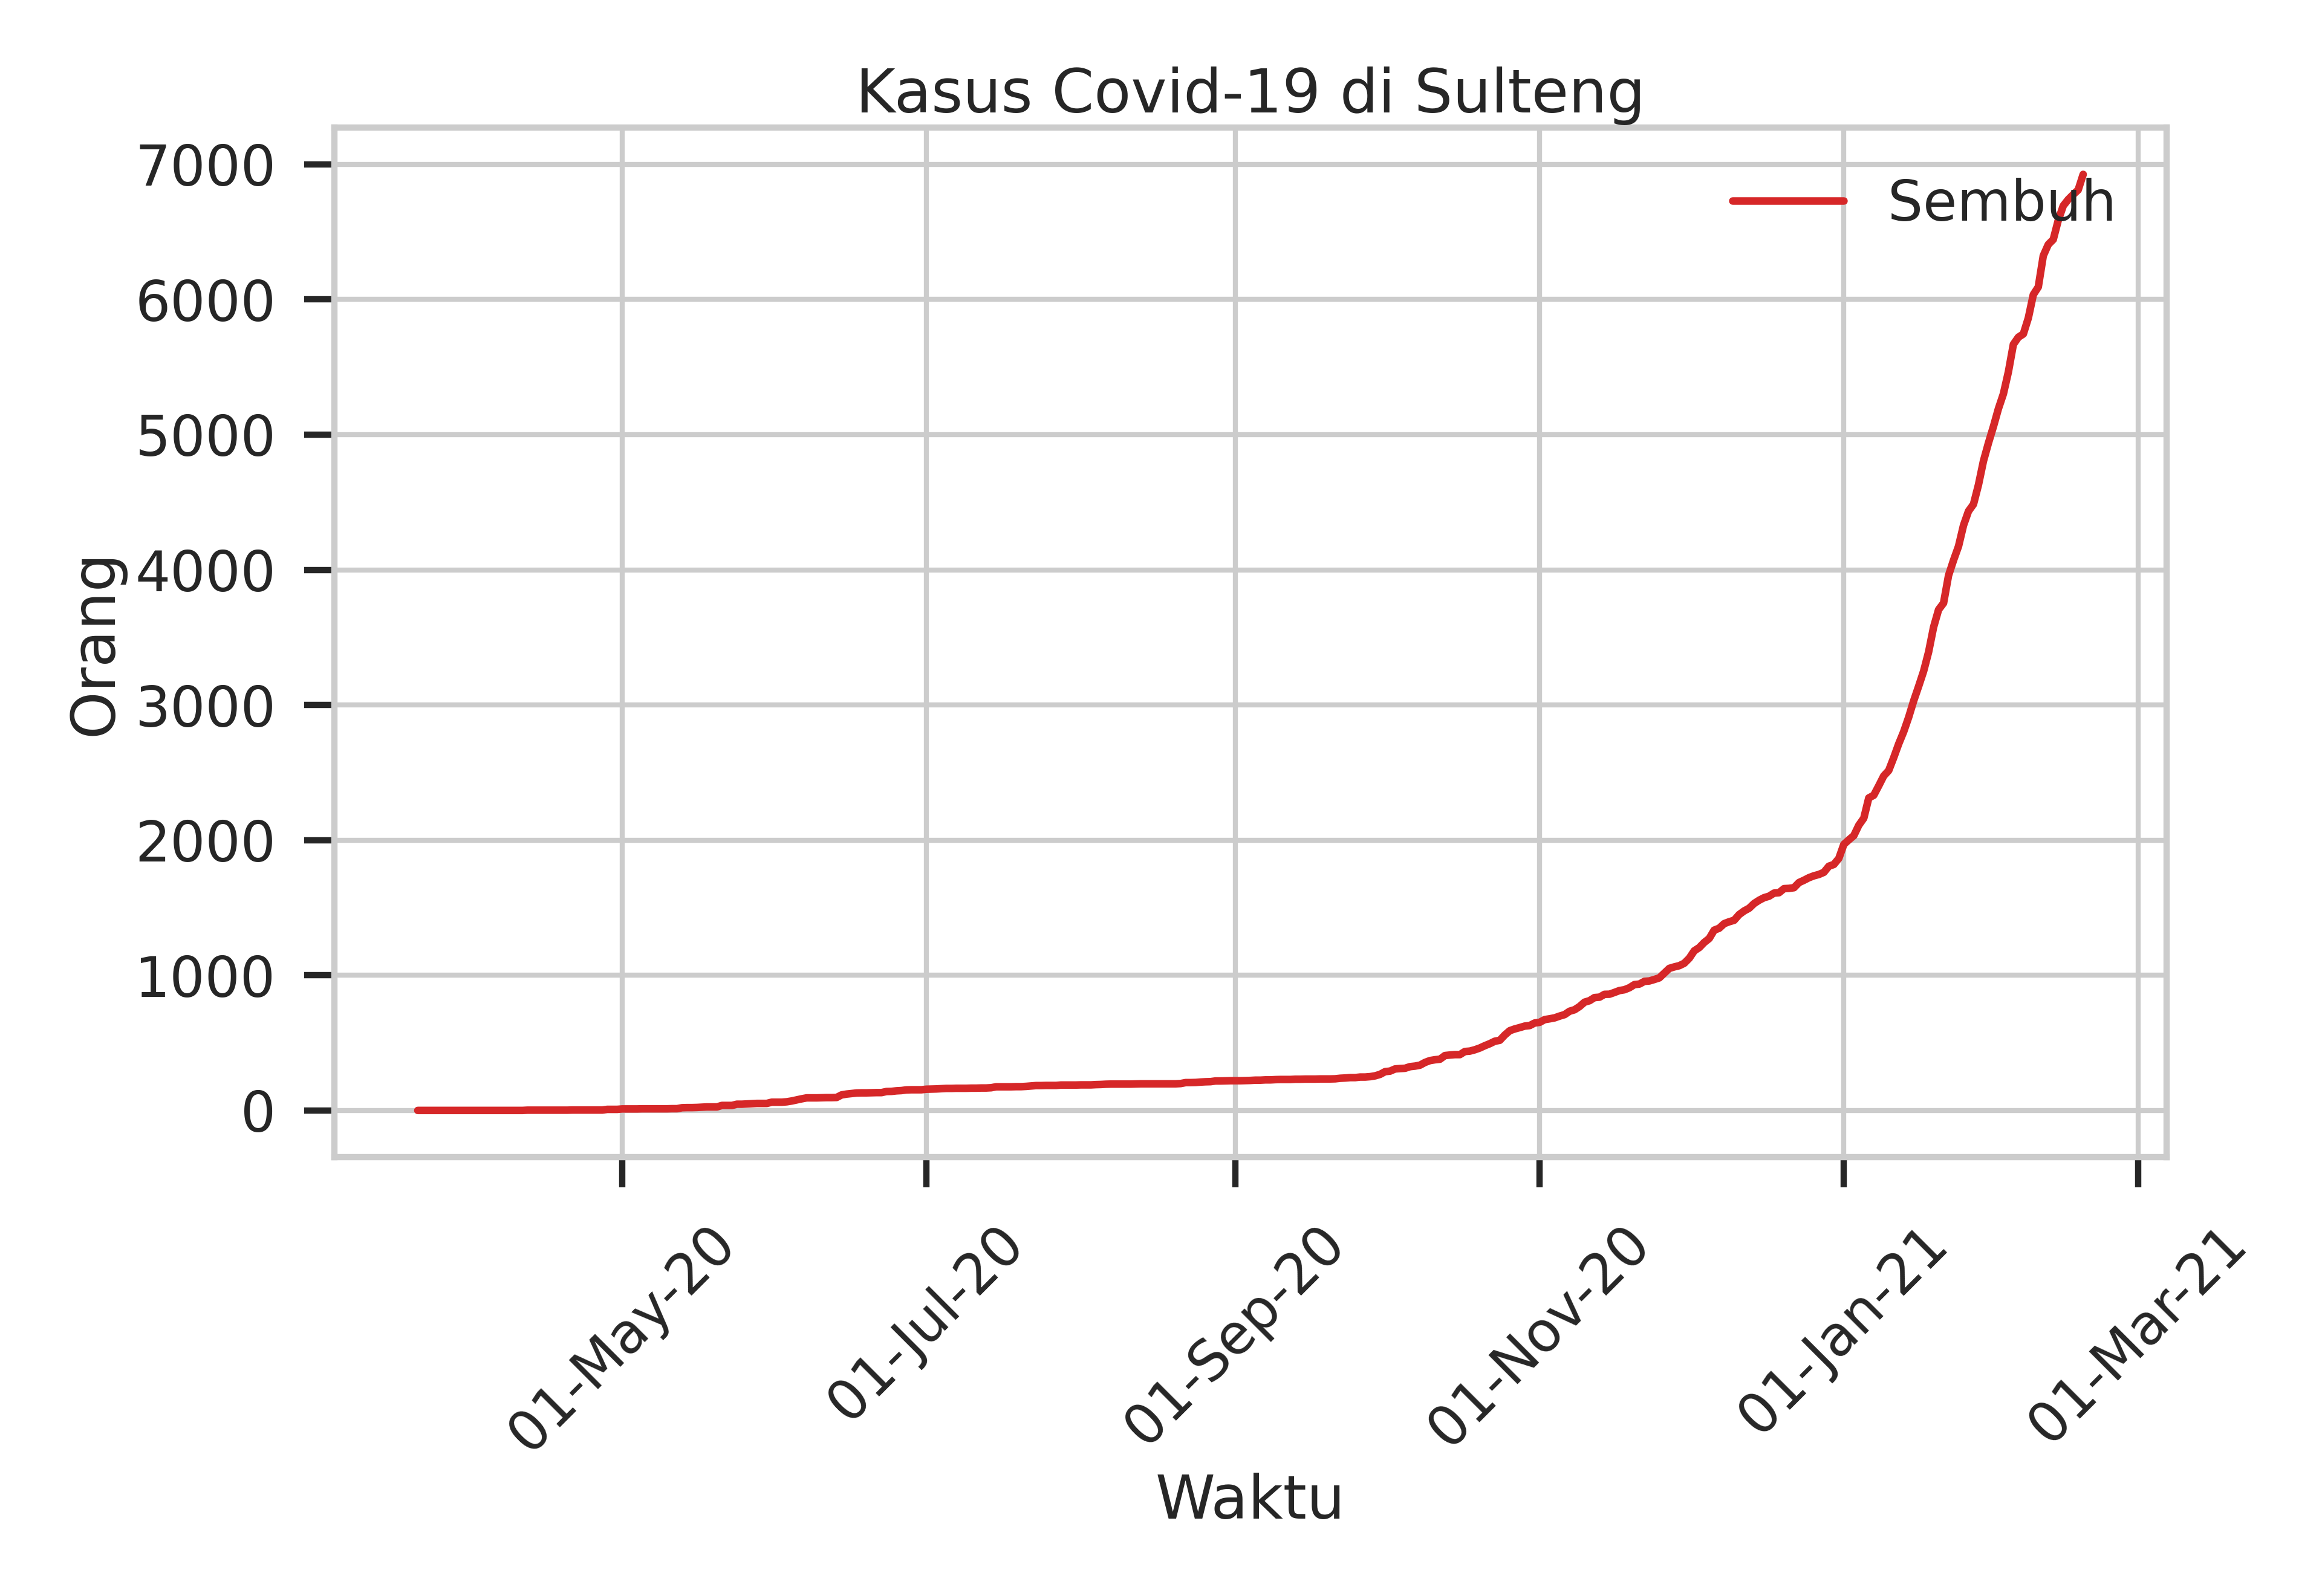 Kasus Covid-19 di Sulteng
Sembuh
7000
6000
5000
4000
3000
2000
1000
0
Orang
01-May-20
01-Jul-20
01-Sep-20
01-Nov-20
01-Jan-21
01-Mar-21
Waktu